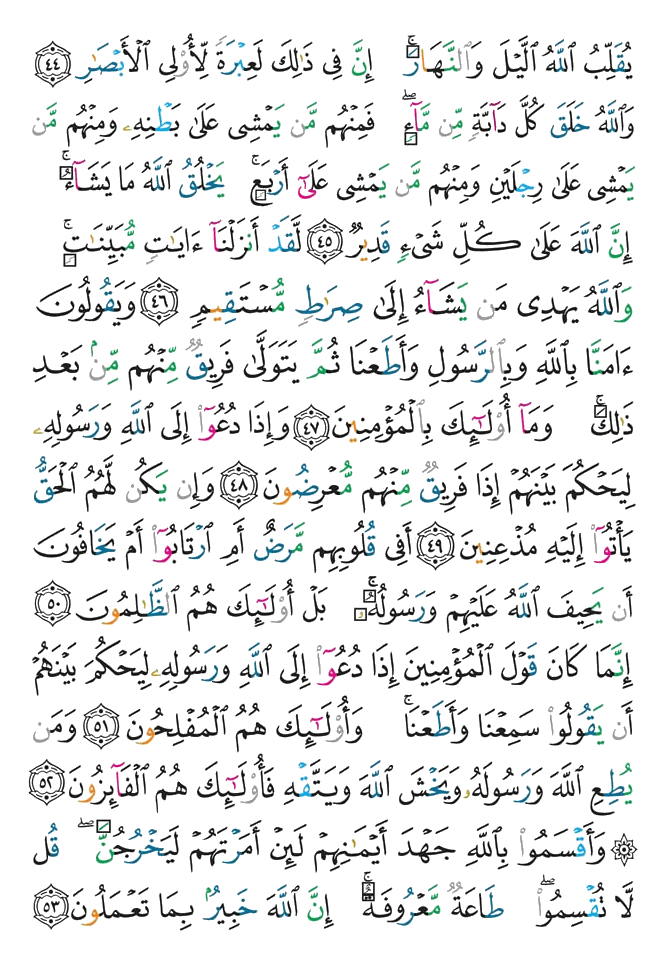 يُقَلِّبُ ٱللَّهُ ٱلَّيْلَ وَٱلنَّهَارَۚ إِنَّ فِى ذَٰلِكَ لَعِبْرَةً لِّأُو۟لِى ٱلْأَبْصَٰرِ ﴿٤٤﴾
وَٱللَّهُ خَلَقَ كُلَّ دَآبَّةٍ مِّن مَّآءٍۖ فَمِنْهُم مَّن يَمْشِى عَلَىٰ بَطْنِهِۦ وَمِنْهُم مَّن
يَمْشِى عَلَىٰ رِجْلَيْنِ وَمِنْهُم مَّن يَمْشِى عَلَىٰٓ أَرْبَعٍۚ يَخْلُقُ ٱللَّهُ مَا يَشَآءُۚ
إِنَّ ٱللَّهَ عَلَىٰ كُلِّ شَىْءٍ قَدِيرٌ ﴿٤٥﴾ لَّقَدْ أَنزَلْنَآ ءَايَٰتٍ مُّبَيِّنَٰتٍۚ
وَٱللَّهُ يَهْدِى مَن يَشَآءُ إِلَىٰ صِرَٰطٍ مُّسْتَقِيمٍ ﴿٤٦﴾ وَيَقُولُونَ
ءَامَنَّا بِٱللَّهِ وَبِٱلرَّسُولِ وَأَطَعْنَا ثُمَّ يَتَوَلَّىٰ فَرِيقٌ مِّنْهُم مِّنۢ بَعْدِ
ذَٰلِكَۚ وَمَآ أُو۟لَٰٓئِكَ بِٱلْمُؤْمِنِينَ ﴿٤٧﴾ وَإِذَا دُعُوٓا۟ إِلَى ٱللَّهِ وَرَسُولِهِۦ
لِيَحْكُمَ بَيْنَهُمْ إِذَا فَرِيقٌ مِّنْهُم مُّعْرِضُونَ ﴿٤٨﴾ وَإِن يَكُن لَّهُمُ ٱلْحَقُّ
يَأْتُوٓا۟ إِلَيْهِ مُذْعِنِينَ ﴿٤٩﴾ أَفِى قُلُوبِهِم مَّرَضٌ أَمِ ٱرْتَابُوٓا۟ أَمْ يَخَافُونَ
أَن يَحِيفَ ٱللَّهُ عَلَيْهِمْ وَرَسُولُهُۥۚ بَلْ أُو۟لَٰٓئِكَ هُمُ ٱلظَّٰلِمُونَ ﴿٥٠﴾
إِنَّمَا كَانَ قَوْلَ ٱلْمُؤْمِنِينَ إِذَا دُعُوٓا۟ إِلَى ٱللَّهِ وَرَسُولِهِۦ لِيَحْكُمَ بَيْنَهُمْ
أَن يَقُولُوا۟ سَمِعْنَا وَأَطَعْنَاۚ وَأُو۟لَٰٓئِكَ هُمُ ٱلْمُفْلِحُونَ ﴿٥١﴾ وَمَن
يُطِعِ ٱللَّهَ وَرَسُولَهُۥ وَيَخْشَ ٱللَّهَ وَيَتَّقْهِ فَأُو۟لَٰٓئِكَ هُمُ ٱلْفَآئِزُونَ ﴿٥٢﴾
۞ وَأَقْسَمُوا۟ بِٱللَّهِ جَهْدَ أَيْمَٰنِهِمْ لَئِنْ أَمَرْتَهُمْ لَيَخْرُجُنَّۖ قُل
لَّا تُقْسِمُوا۟ۖ طَاعَةٌ مَّعْرُوفَةٌۚ إِنَّ ٱللَّهَ خَبِيرٌۢ بِمَا تَعْمَلُونَ ﴿٥٣﴾